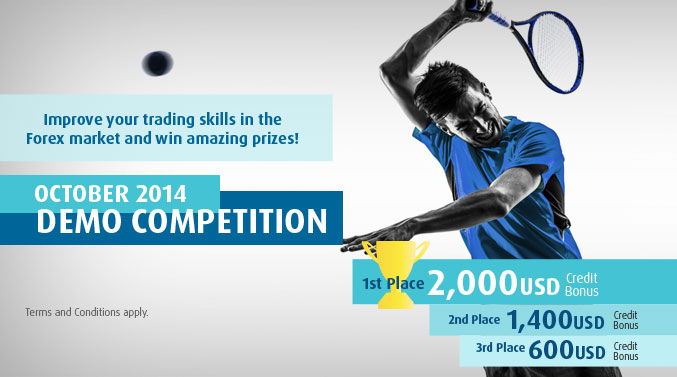 Improve your trading skills in the
Forex market and win amazing prizes!
OCTOBER 2014
DEMO COMPETITION
1st Place 2,000USD Credit Bonus
2nd Place 1,400USD Credit Bonus
3rd Place 600USD Credit Bonus
Terms and Conditions apply.